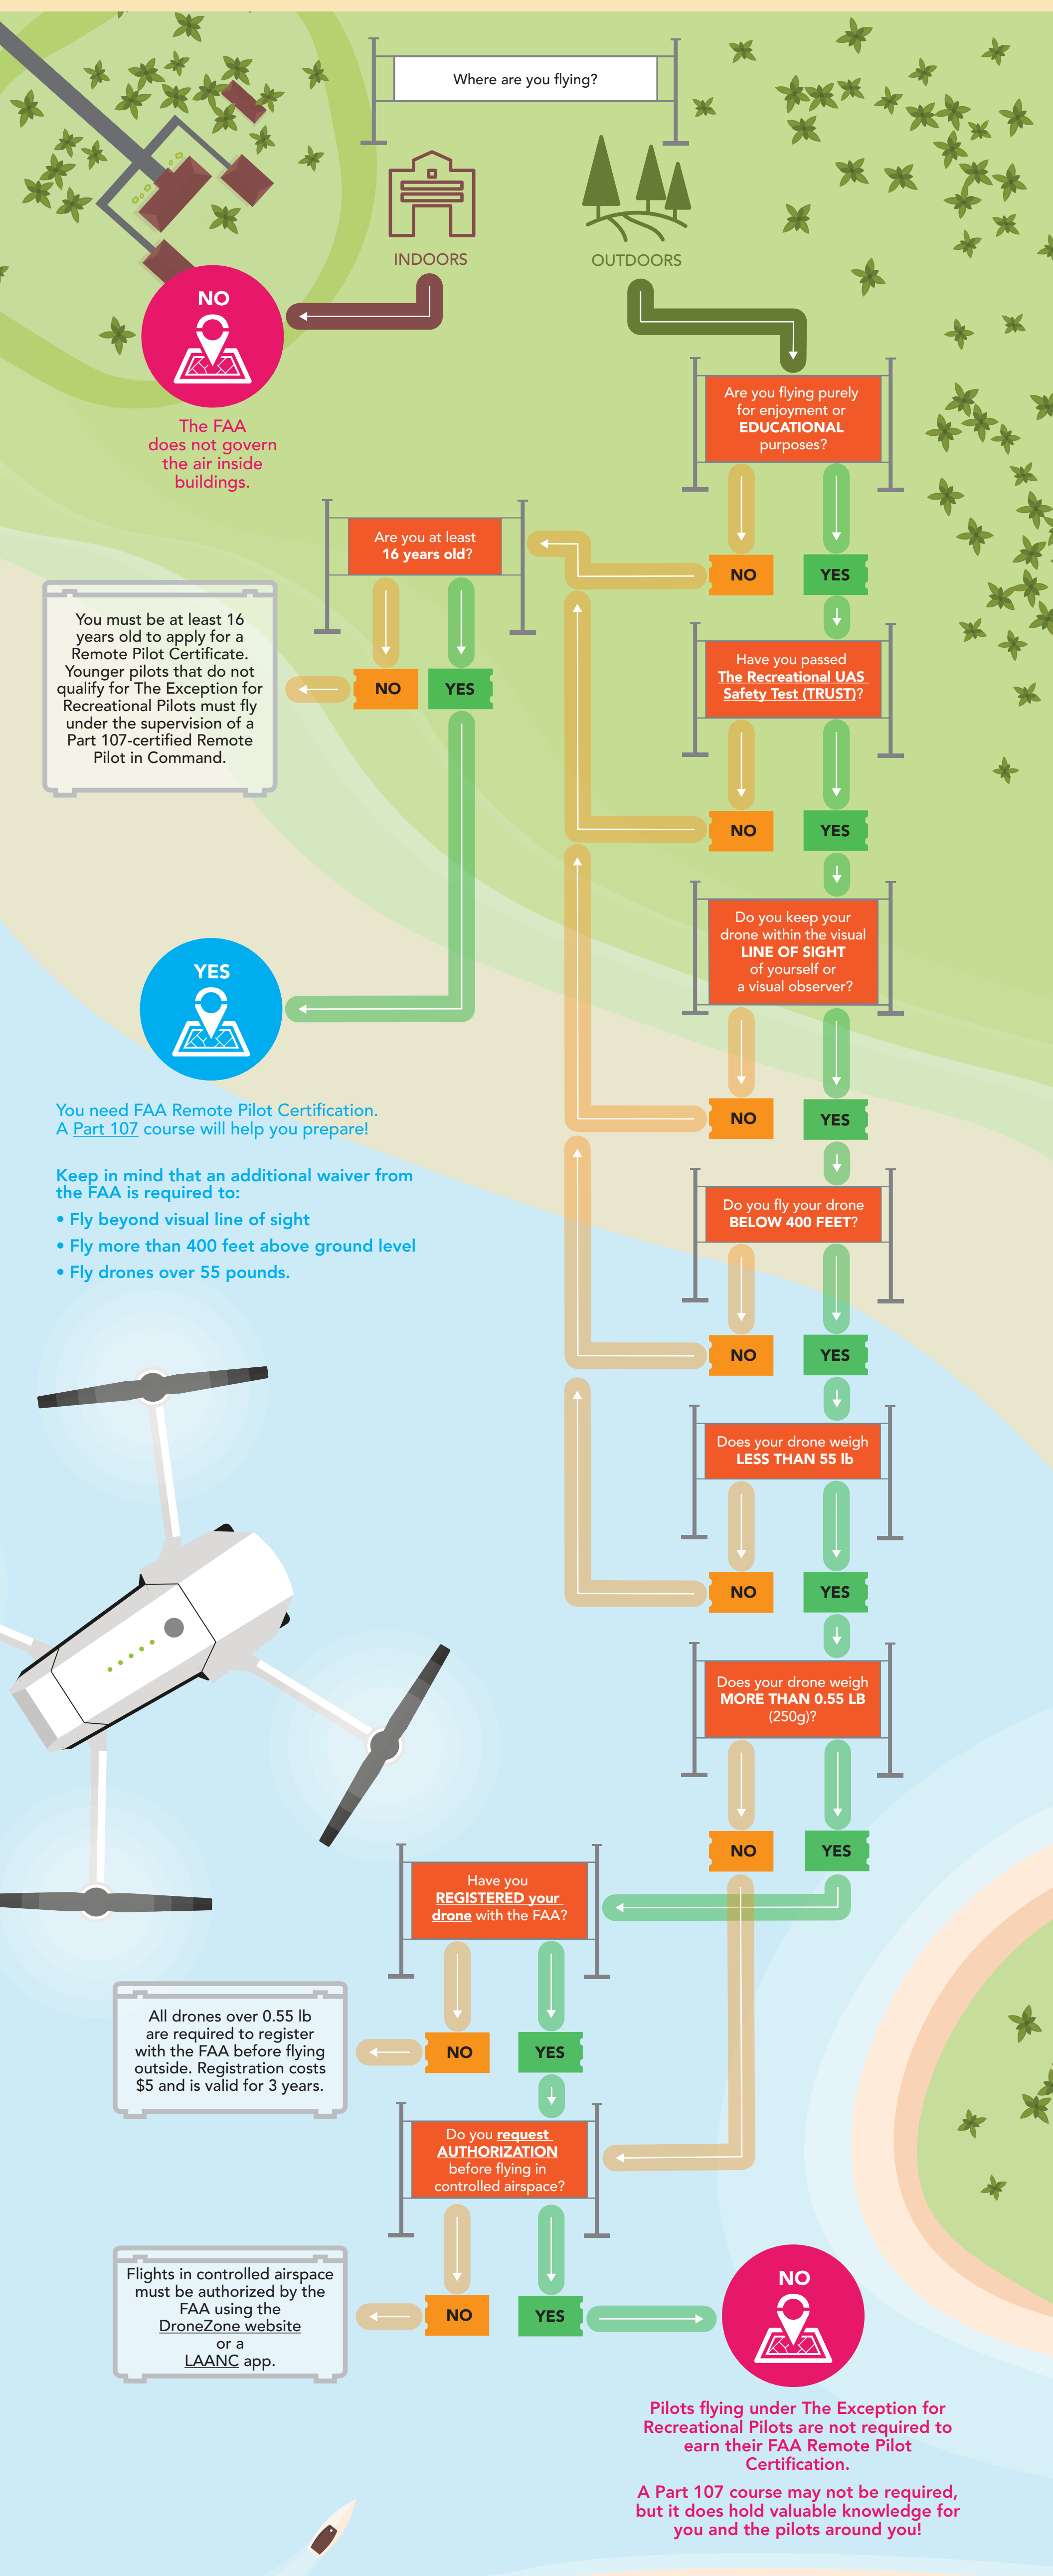 Where are you flying?
INDOORS
OUTDOORS
NO
The FAA
does not govern
the air inside
buildings.
Are you flying purely
for enjoyment or
EDUCATIONAL
purposes?
NO
YES
Are you at least
16 years old?
NO
YES
You must be at least 16
years old to apply for a
Remote Pilot Certificate.
Younger pilots that do not
qualify for The Exception for
Recreational Pilots must fly
under the supervision of a
Part 107-certified Remote
Pilot in Command.
Have you passed
The Recreational UAS
Safety Test (TRUST)?
NO
YES
Do you keep your
drone within the visual
LINE OF SIGHT
of yourself or
a visual observer?
NO
YES
YES
You need FAA Remote Pilot Certification.
A Part 107 course will help you prepare!
Keep in mind that an additional waiver from
the FAA is required to:
• Fly beyond visual line of sight
• Fly more than 400 feet above ground level
• Fly drones over 55 pounds.
Do you fly your drone
BELOW 400 FEET?
NO
YES
Does your drone weigh
LESS THAN 55 lb
NO
YES
Does your drone weigh
MORE THAN 0.55 LB
(250g)?
NO
YES
Have you
REGISTERED your
drone with the FAA?
NO
YES
All drones over 0.55 lb
are required to register
with the FAA before flying
outside. Registration costs
$5 and is valid for 3 years.
Do you request
AUTHORIZATION
before flying in
controlled airspace?
NO
YES
Flights in controlled airspace
must be authorized by the
FAA using the
DroneZone website
or a
LAANC app.
NO
Pilots flying under The Exception for
Recreational Pilots are not required to
earn their FAA Remote Pilot
Certification.
A Part 107 course may not be required,
but it does hold valuable knowledge for
you and the pilots around you!